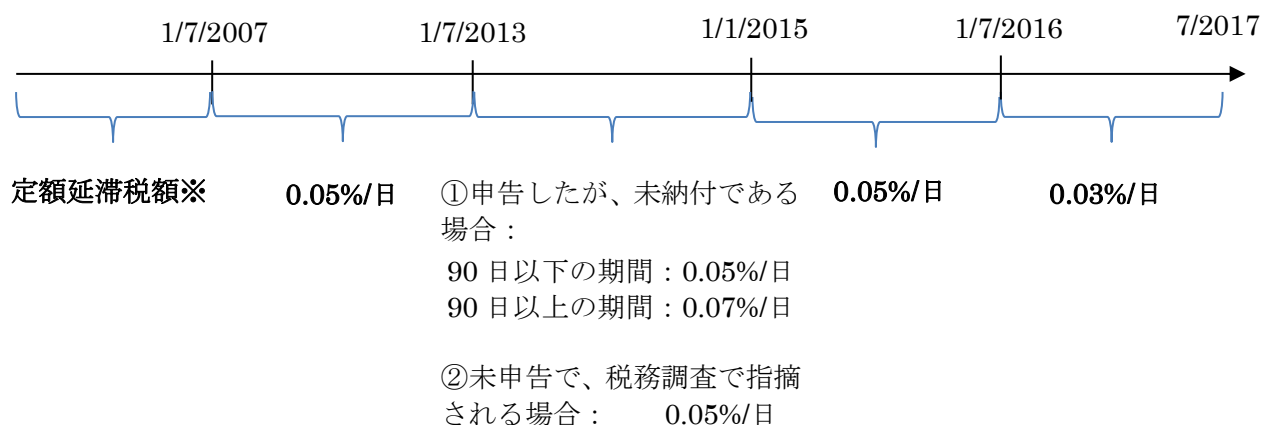 1/7/2007 1/7/2013 1/1/2015 1/7/2016 7/2017
定額延滞税額※ 0.05%/日 ①申告したが、未納付である 0.05%/日 0.03%/日
場合：
90 日以下の期間：0.05%/日
90 日以上の期間：0.07%/日
②未申告で、税務調査で指摘
される場合： 0.05%/日